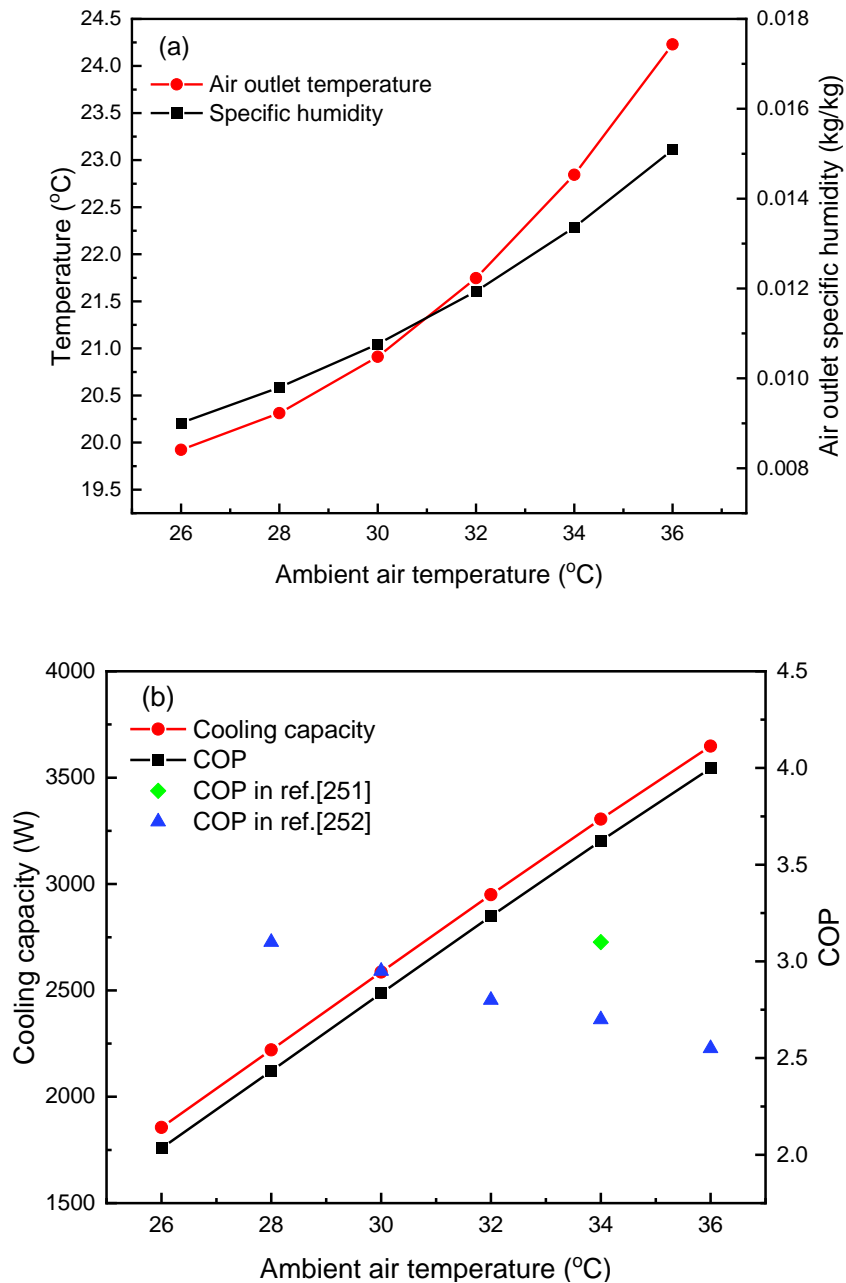 (a)
Air outlet temperature
Specific humidity
24.5
24.0
23.5
23.0
22.5
22.0
21.5
21.0
20.5
20.0
19.5
Temperature (°C)
0.018
0.016
0.014
0.012
0.010
0.008
Air outlet specific humidity (kg/kg)
26 28 30 32 34 36
Ambient air temperature (°C)
(b)
Cooling capacity
COP
COP in ref.[251]
COP in ref.[252]
4000
3500
3000
2500
2000
1500
Cooling capacity (W)
4.5
4.0
3.5
3.0
2.5
2.0
COP
26 28 30 32 34 36
Ambient air temperature (°C)